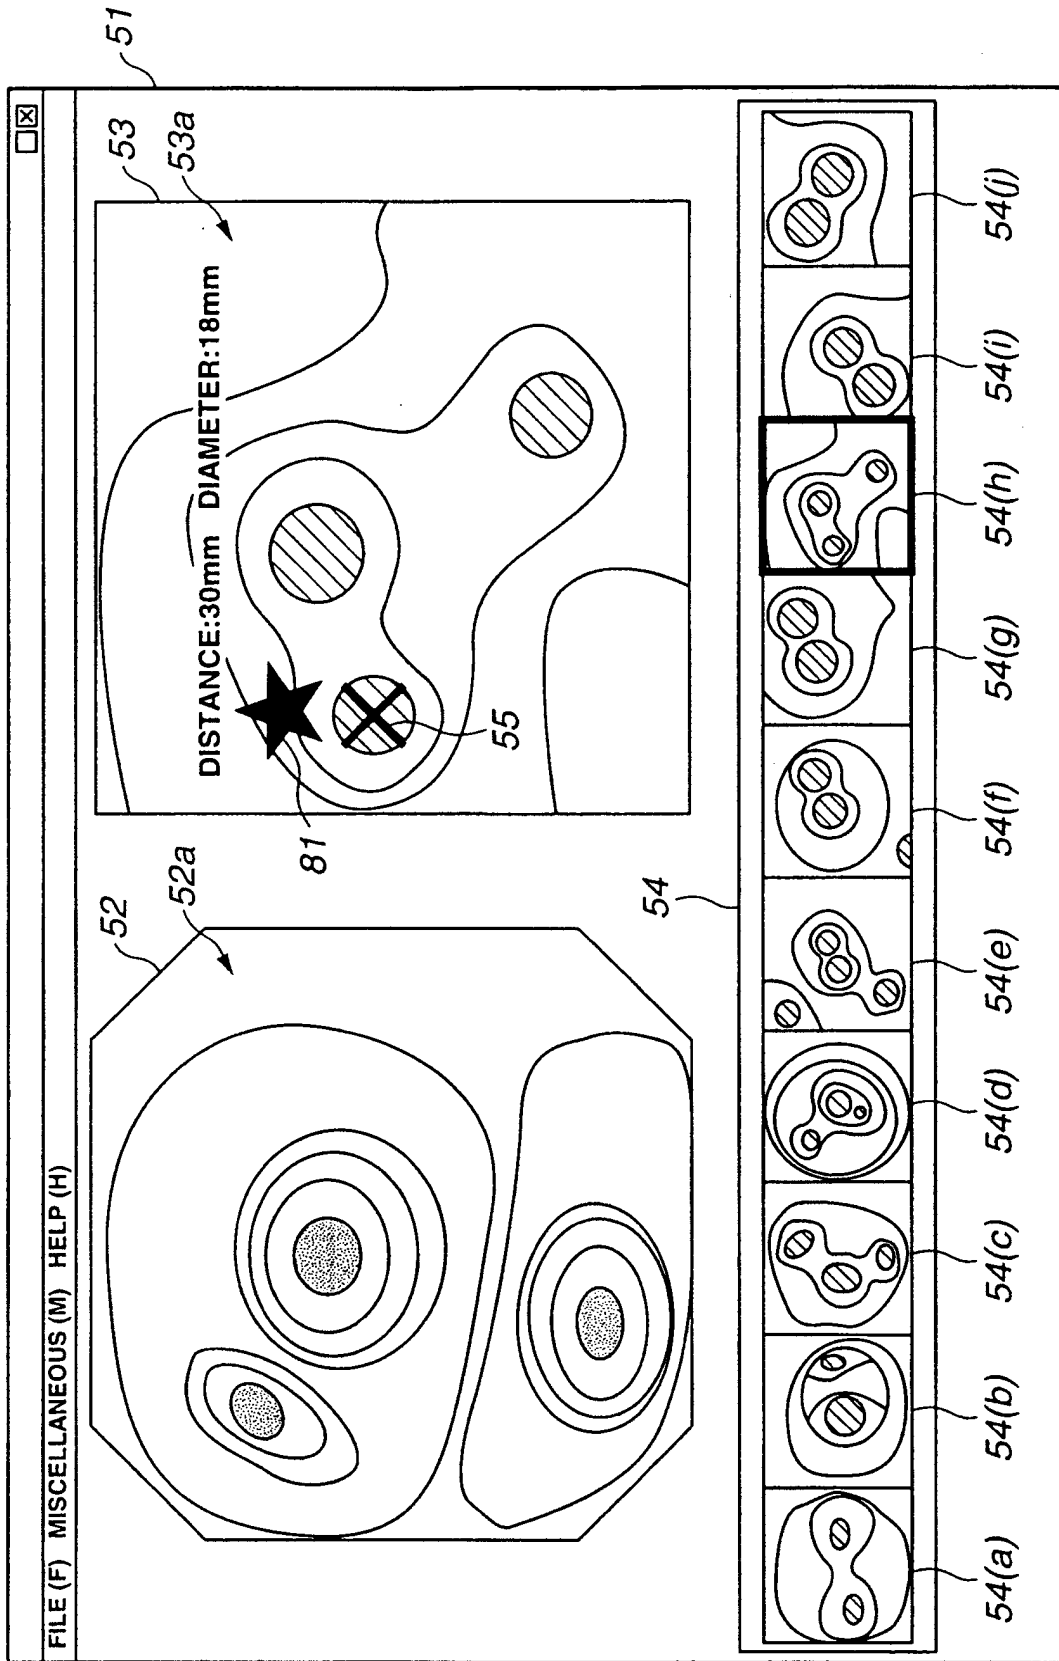 51
FILE (F) MISCELLANEOUS (M) HELP (H)
52
52a
53
53a
DISTANCE:30mm DIAMETER:18mm
81
55
54
54(a)
54(b)
54(c)
54(d)
54(e)
54(f)
54(g)
54(h)
54(i)
54(j)